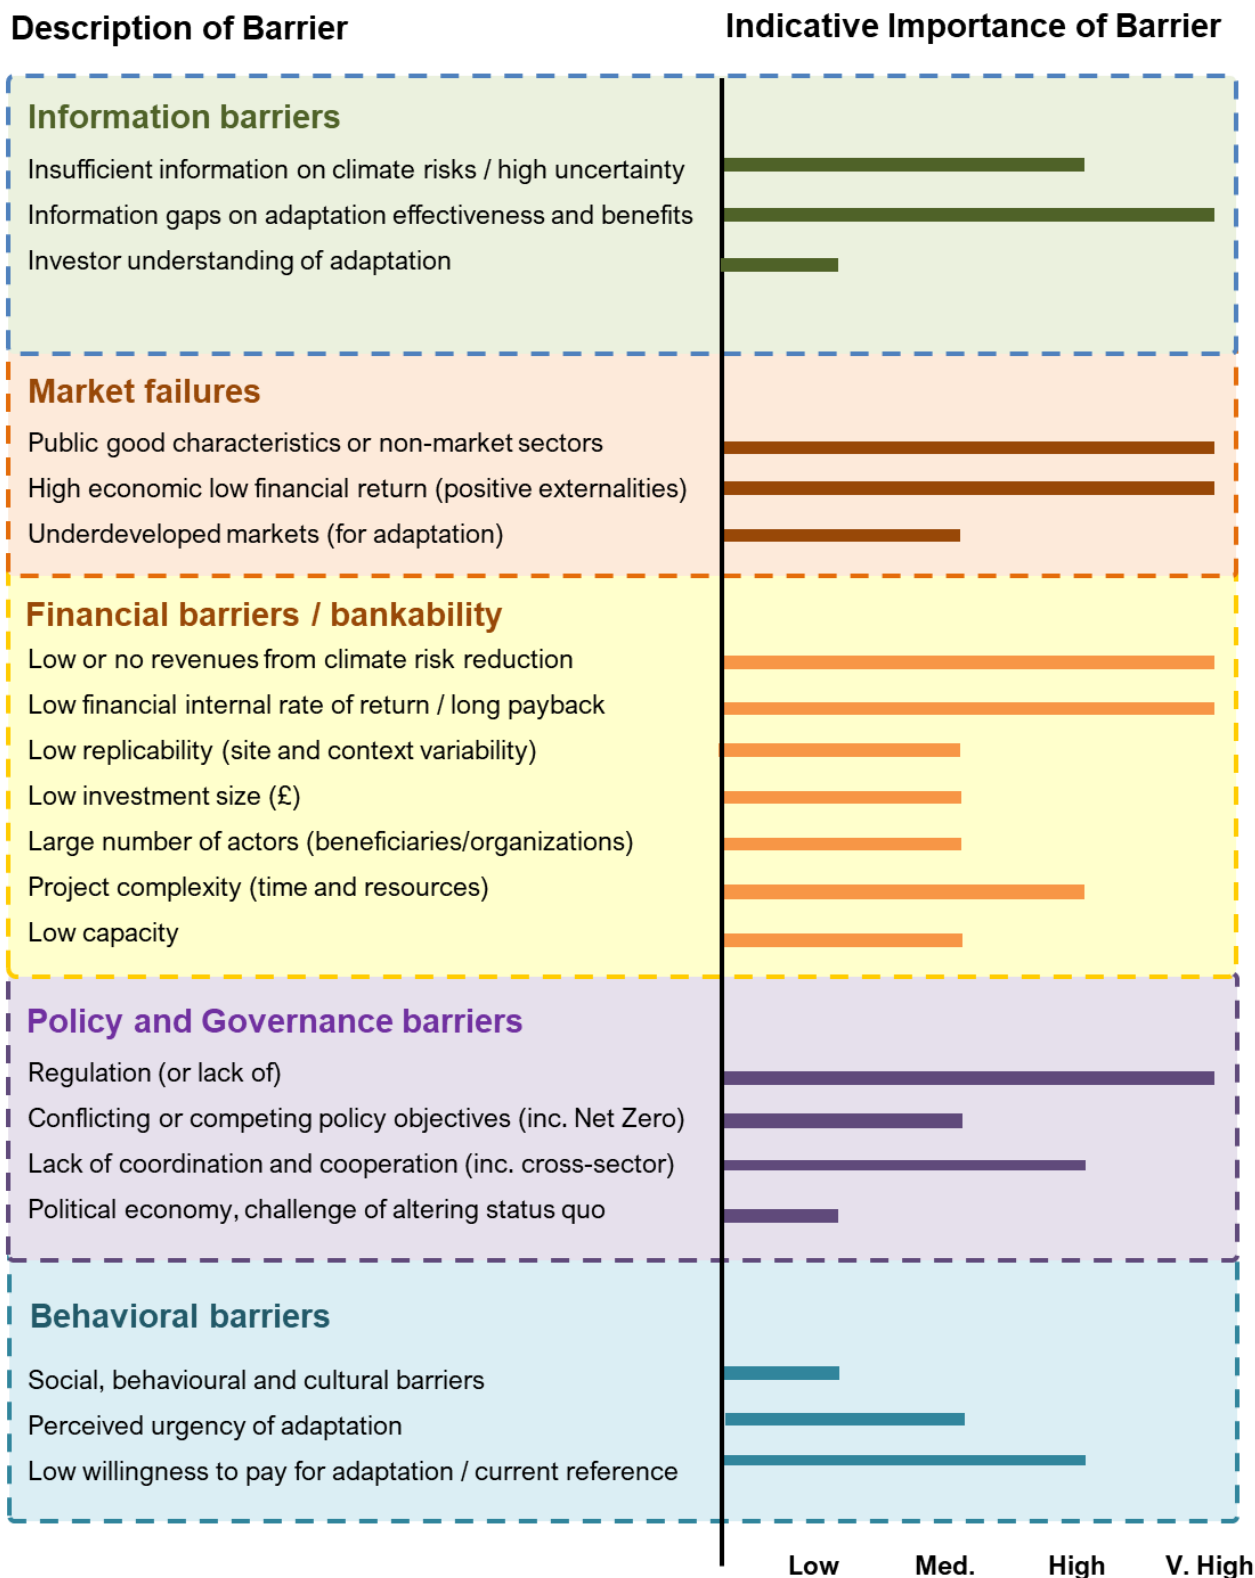 Description of Barrier
Indicative Importance of Barrier
Information barriers
Insufficient information on climate risks / high uncertainty
Information gaps on adaptation effectiveness and benefits
Investor understanding of adaptation
Market failures
Public good characteristics or non-market sectors
High economic low financial return (positive externalities)
Underdeveloped markets (for adaptation)
Financial barriers / bankability
Low or no revenues from climate risk reduction
Low financial internal rate of return / long payback
Low replicability (site and context variability)
Low investment size (£)
Large number of actors (beneficiaries/organizations)
Project complexity (time and resources)
Low capacity
Policy and Governance barriers
Regulation (or lack of)
Conflicting or competing policy objectives (inc. Net Zero)
Lack of coordination and cooperation (inc. cross-sector)
Political economy, challenge of altering status quo
Behavioral barriers
Social, behavioural and cultural barriers
Perceived urgency of adaptation
Low willingness to pay for adaptation / current reference
Low Med. High V. High